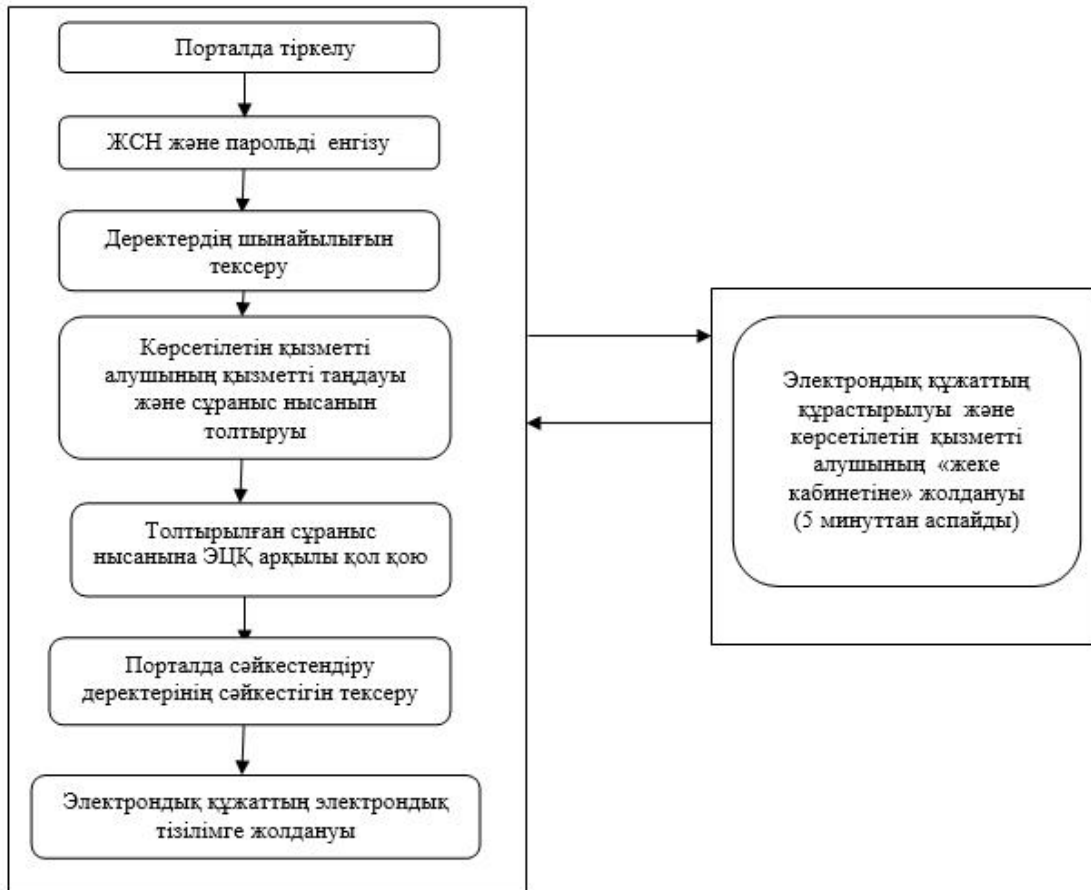 Порталда тіркелу
ЖСН және парольді енгізу
Деректердің шынайылығын
тексеру
Көрсетілетін қызметті
алушының қызметті таңдауы
және сұраныс нысанын
толтыруы
Толтырылған сұраныс
нысанына ЭЦҚ арқылы қол қою
Порталда сәйкестендіру
деректерінің сәйкестігін тексеру
Электрондық құжаттың электрондық
тізілімге жолдануы
Электрондық құжаттың
құрастырылуы және
көрсетілетін қызметті
алушының «жеке
кабинетіне» жолдануы
(5 минуттан аспайды)